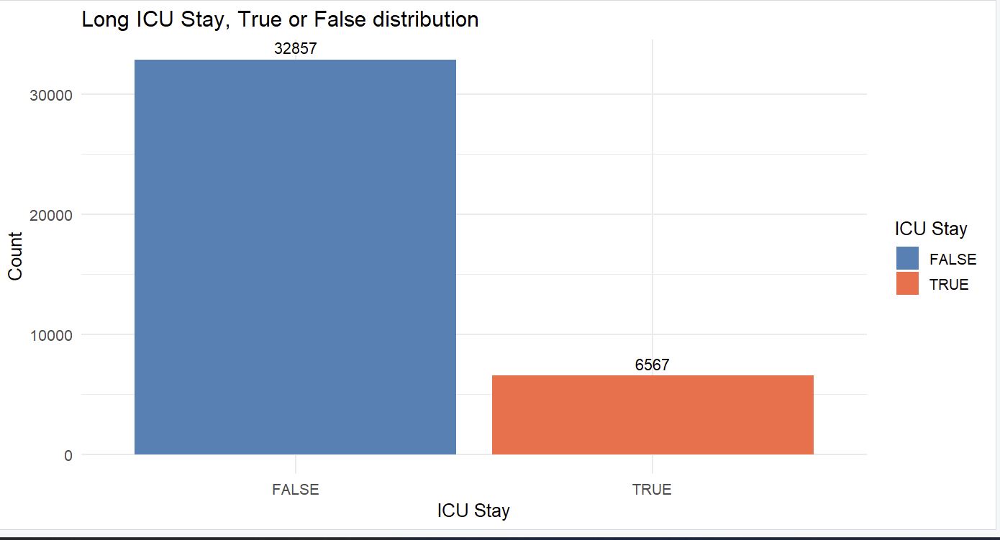 Long ICU Stay, True or False distribution
32857
30000
20000
10000
0
Count
6567
FALSE
TRUE
ICU Stay
ICU Stay
FALSE
TRUE